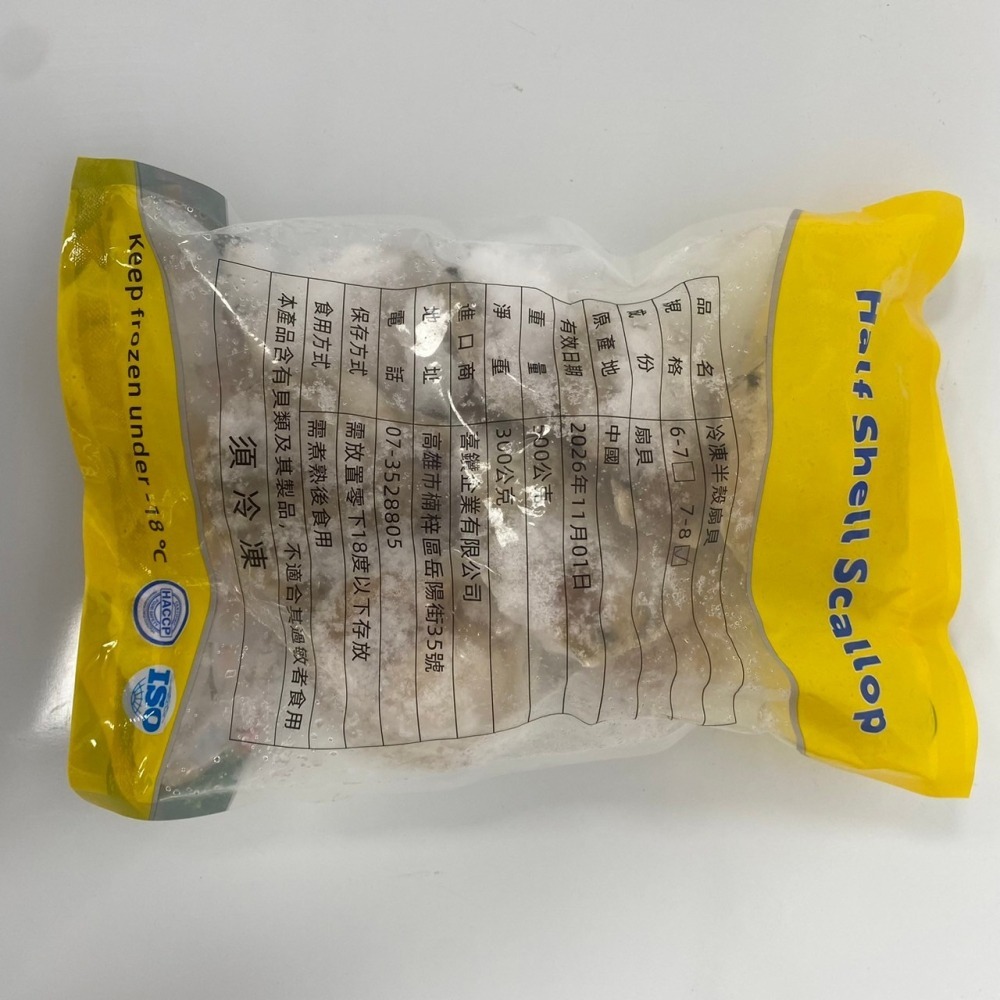 Half Shell Scallop
品名 冷凍半殼扇貝
規格 6-7□ 7-8☑
成份 扇貝
原產地 中國
有效日期 2026年11月01日
重量 500公克
淨重 300公克
進口商 喜鑽企業有限公司
地址 高雄市楠梓區岳陽街35號
電話 07-3528805
保存方式 需放置零下18度以下存放
食用方式 需煮熟後食用
本產品含有貝類及其製品,不適合其過敏者食用
須冷凍
Keep frozen under -18℃
HACCP
ISO